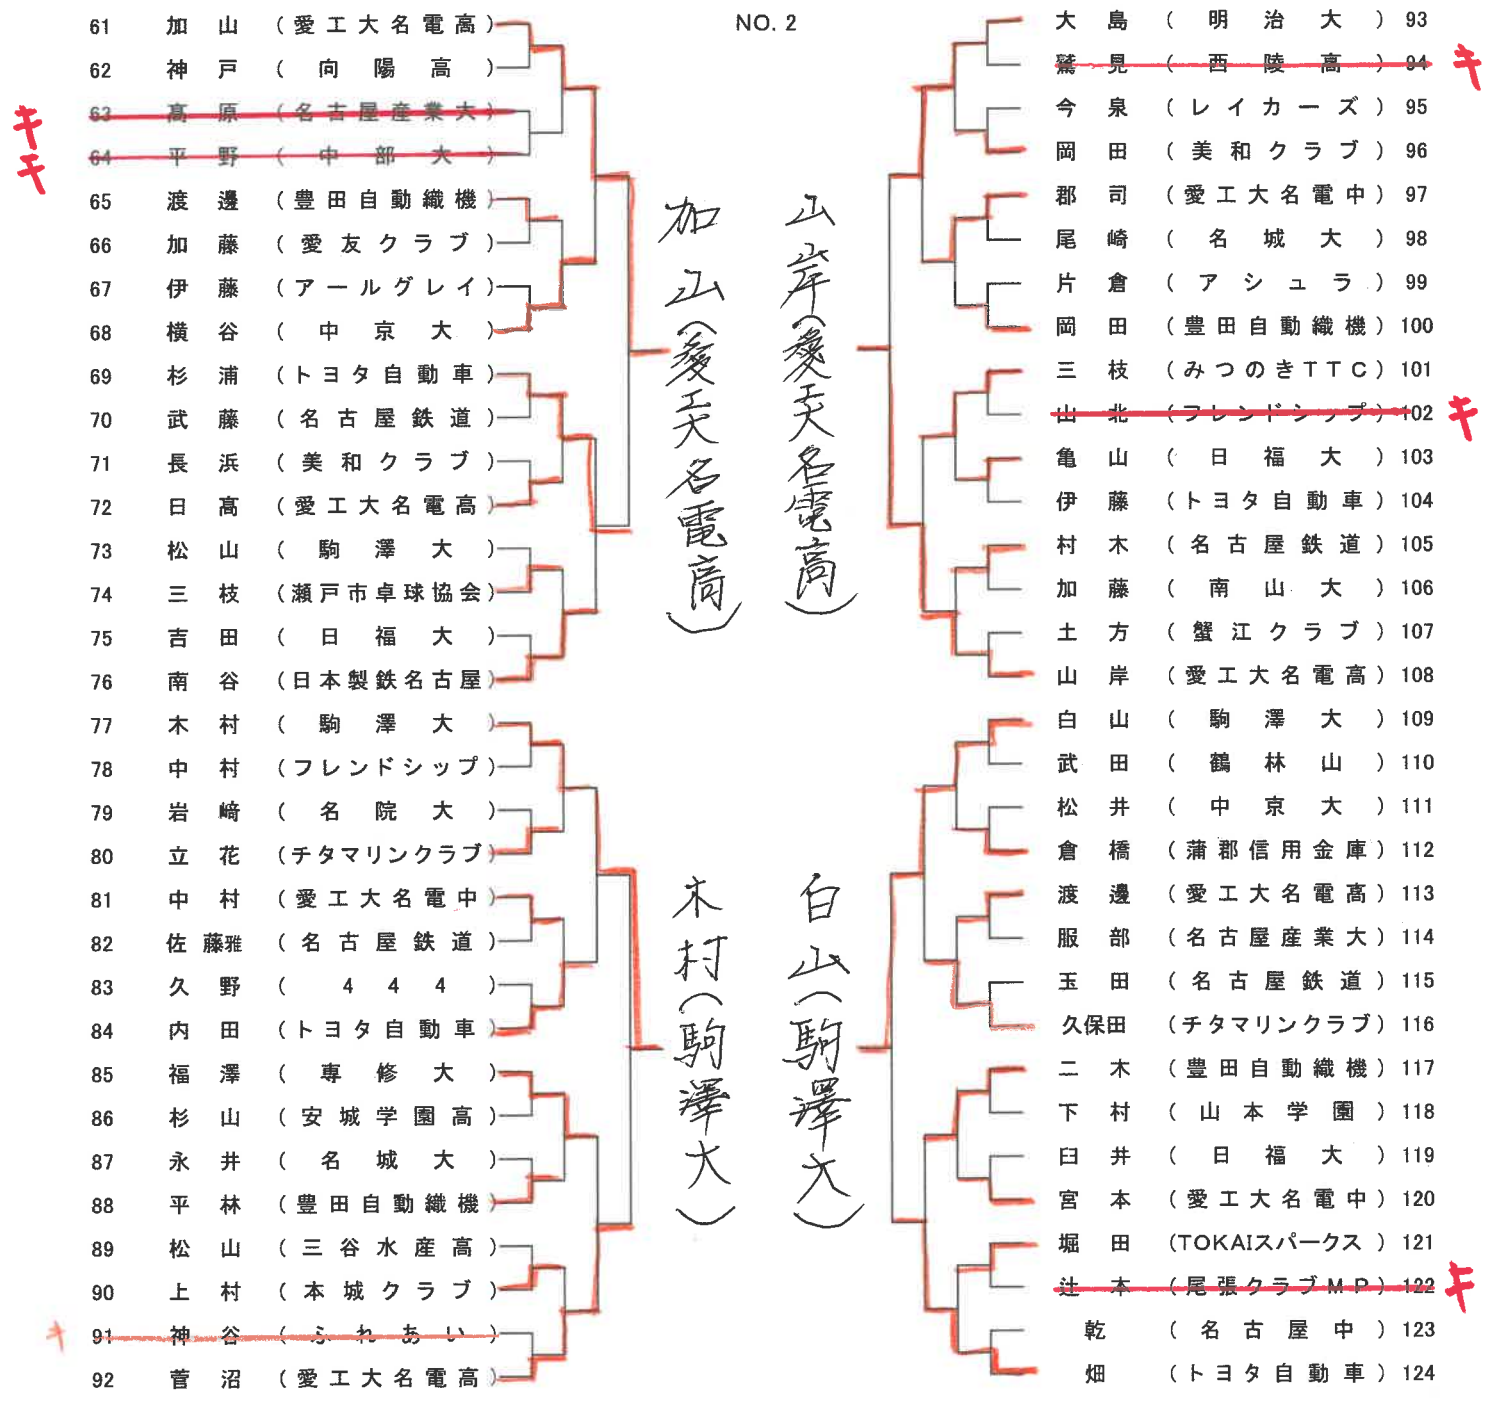 NO. 2
61 加山 (愛工大名電高)
62 神戸 (向陽高)
キ 63 髙原 (名古屋産業大)
キ 64 平野 (中部大)
65 渡邊 (豊田自動織機)
66 加藤 (愛友クラブ)
67 伊藤 (アールグレイ)
68 横谷 (中京大)
69 杉浦 (トヨタ自動車)
70 武藤 (名古屋鉄道)
71 長浜 (美和クラブ)
72 日髙 (愛工大名電高)
73 松山 (駒澤大)
74 三枝 (瀬戸市卓球協会)
75 吉田 (日福大)
76 南谷 (日本製鉄名古屋)
77 木村 (駒澤大)
78 中村 (フレンドシップ)
79 岩﨑 (名院大)
80 立花 (チタマリンクラブ)
81 中村 (愛工大名電中)
82 佐藤雅 (名古屋鉄道)
83 久野 (444)
84 内田 (トヨタ自動車)
85 福澤 (専修大)
86 杉山 (安城学園高)
87 永井 (名城大)
88 平林 (豊田自動織機)
89 松山 (三谷水産高)
90 上村 (本城クラブ)
キ 91 神谷 (ふれあい)
92 菅沼 (愛工大名電高)
加山(愛工大名電高)
木村(駒澤大)
山岸(愛工大名電高)
白山(駒澤大)
大島 (明治大) 93
鷲見 (西陵高) 94 キ
今泉 (レイカーズ) 95
岡田 (美和クラブ) 96
郡司 (愛工大名電中) 97
尾崎 (名城大) 98
片倉 (アシュラ) 99
岡田 (豊田自動織機) 100
三枝 (みつのきTTC) 101
山北 (フレンドシップ) 102 キ
亀山 (日福大) 103
伊藤 (トヨタ自動車) 104
村木 (名古屋鉄道) 105
加藤 (南山大) 106
土方 (蟹江クラブ) 107
山岸 (愛工大名電高) 108
白山 (駒澤大) 109
武田 (鶴林山) 110
松井 (中京大) 111
倉橋 (蒲郡信用金庫) 112
渡邊 (愛工大名電高) 113
服部 (名古屋産業大) 114
玉田 (名古屋鉄道) 115
久保田 (チタマリンクラブ) 116
二木 (豊田自動織機) 117
下村 (山本学園) 118
臼井 (日福大) 119
宮本 (愛工大名電中) 120
堀田 (TOKAIスパークス) 121
辻本 (尾張クラブMP) 122 キ
乾 (名古屋中) 123
畑 (トヨタ自動車) 124